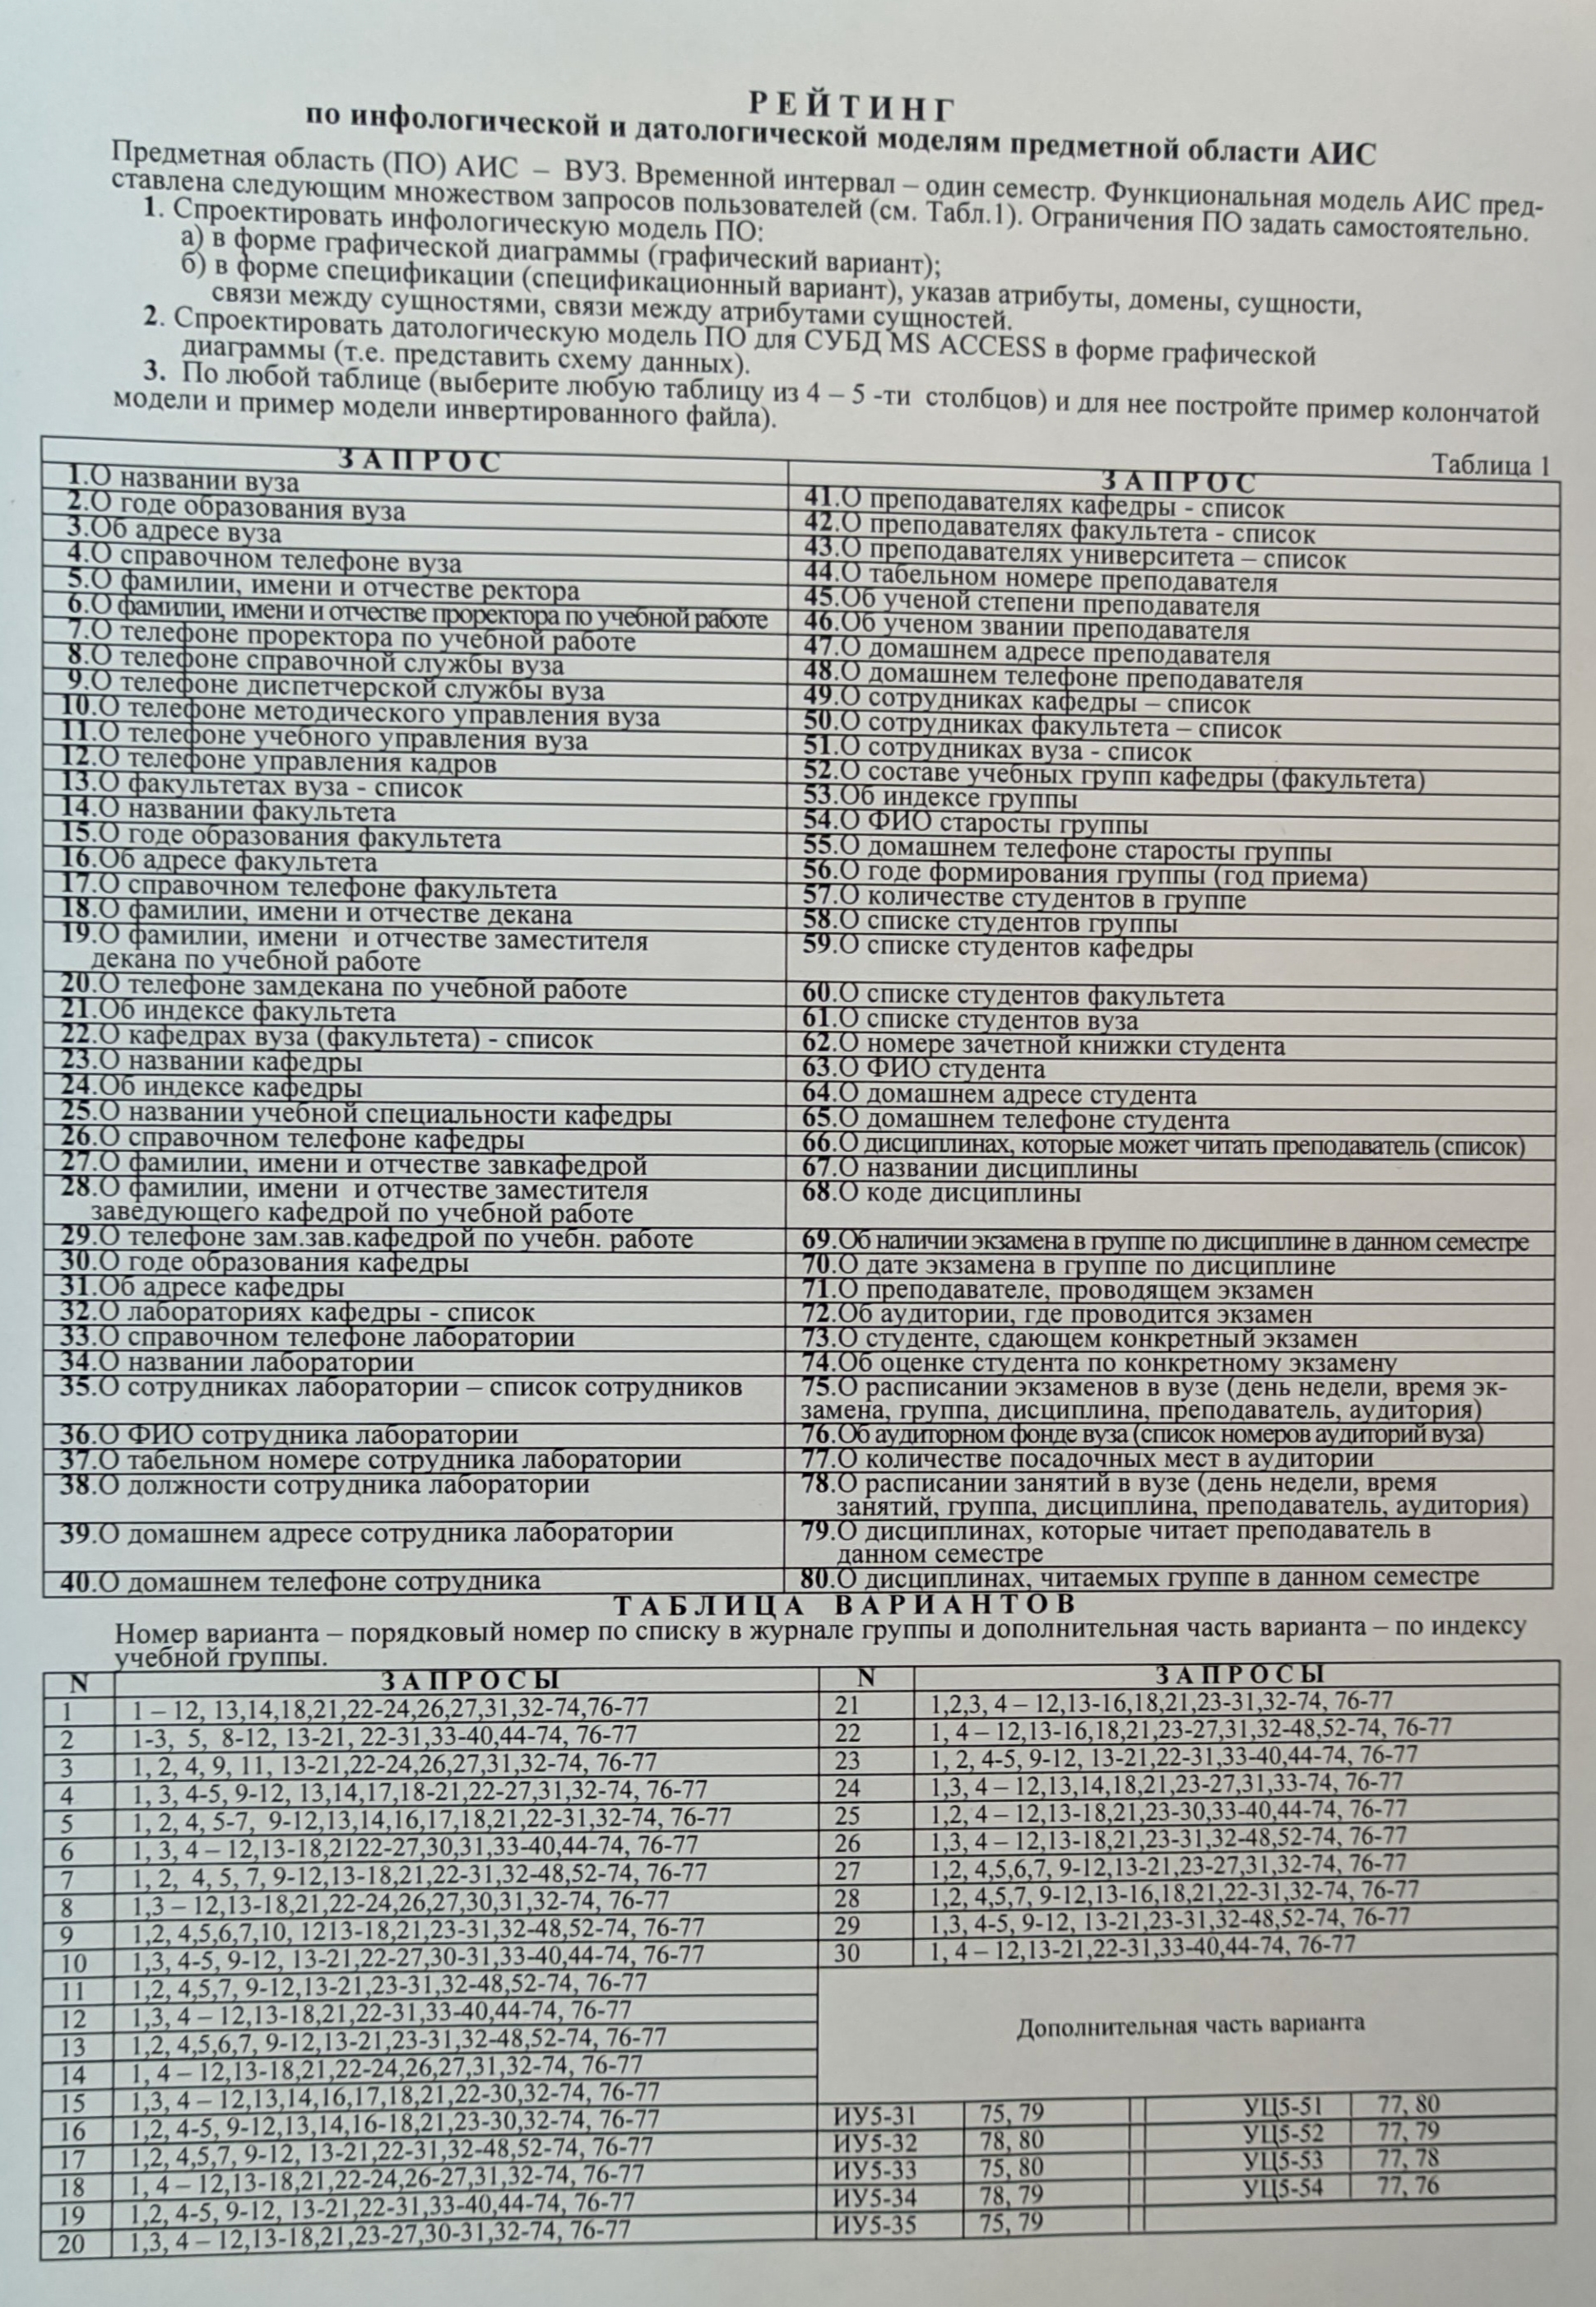 Р Е Й Т И Н Г
по инфологической и датологической моделям предметной области АИС
Предметная область (ПО) АИС – ВУЗ. Временной интервал – один семестр. Функциональная модель АИС пред-
ставлена следующим множеством запросов пользователей (см. Табл.1). Ограничения ПО задать самостоятельно.
1. Спроектировать инфологическую модель ПО:
а) в форме графической диаграммы (графический вариант);
б) в форме спецификации (спецификационный вариант), указав атрибуты, домены, сущности,
связи между сущностями, связи между атрибутами сущностей.
2. Спроектировать датологическую модель ПО для СУБД MS ACCESS в форме графической
диаграммы (т.е. представить схему данных).
3. По любой таблице (выберите любую таблицу из 4 – 5 -ти столбцов) и для нее постройте пример колончатой
модели и пример модели инвертированного файла).
Таблица 1
З А П Р О С
1.О названии вуза
2.О годе образования вуза
3.Об адресе вуза
4.О справочном телефоне вуза
5.О фамилии, имени и отчестве ректора
6.О фамилии, имени и отчестве проректора по учебной работе
7.О телефоне проректора по учебной работе
8.О телефоне справочной службы вуза
9.О телефоне диспетчерской службы вуза
10.О телефоне методического управления вуза
11.О телефоне учебного управления вуза
12.О телефоне управления кадров
13.О факультетах вуза - список
14.О названии факультета
15.О годе образования факультета
16.Об адресе факультета
17.О справочном телефоне факультета
18.О фамилии, имени и отчестве декана
19.О фамилии, имени и отчестве заместителя
декана по учебной работе
20.О телефоне замдекана по учебной работе
21.Об индексе факультета
22.О кафедрах вуза (факультета) - список
23.О названии кафедры
24.Об индексе кафедры
25.О названии учебной специальности кафедры
26.О справочном телефоне кафедры
27.О фамилии, имени и отчестве завкафедрой
28.О фамилии, имени и отчестве заместителя
заведующего кафедрой по учебной работе
29.О телефоне зам.зав.кафедрой по учебн. работе
30.О годе образования кафедры
31.Об адресе кафедры
32.О лабораториях кафедры - список
33.О справочном телефоне лаборатории
34.О названии лаборатории
35.О сотрудниках лаборатории – список сотрудников
36.О ФИО сотрудника лаборатории
37.О табельном номере сотрудника лаборатории
38.О должности сотрудника лаборатории
39.О домашнем адресе сотрудника лаборатории
40.О домашнем телефоне сотрудника
З А П Р О С
41.О преподавателях кафедры - список
42.О преподавателях факультета - список
43.О преподавателях университета – список
44.О табельном номере преподавателя
45.Об ученой степени преподавателя
46.Об ученом звании преподавателя
47.О домашнем адресе преподавателя
48.О домашнем телефоне преподавателя
49.О сотрудниках кафедры – список
50.О сотрудниках факультета – список
51.О сотрудниках вуза - список
52.О составе учебных групп кафедры (факультета)
53.Об индексе группы
54.О ФИО старосты группы
55.О домашнем телефоне старосты группы
56.О годе формирования группы (год приема)
57.О количестве студентов в группе
58.О списке студентов группы
59.О списке студентов кафедры
60.О списке студентов факультета
61.О списке студентов вуза
62.О номере зачетной книжки студента
63.О ФИО студента
64.О домашнем адресе студента
65.О домашнем телефоне студента
66.О дисциплинах, которые может читать преподаватель (список)
67.О названии дисциплины
68.О коде дисциплины
69.Об наличии экзамена в группе по дисциплине в данном семестре
70.О дате экзамена в группе по дисциплине
71.О преподавателе, проводящем экзамен
72.Об аудитории, где проводится экзамен
73.О студенте, сдающем конкретный экзамен
74.Об оценке студента по конкретному экзамену
75.О расписании экзаменов в вузе (день недели, время эк-
замена, группа, дисциплина, преподаватель, аудитория)
76.Об аудиторном фонде вуза (список номеров аудиторий вуза)
77.О количестве посадочных мест в аудитории
78.О расписании занятий в вузе (день недели, время
занятий, группа, дисциплина, преподаватель, аудитория)
79.О дисциплинах, которые читает преподаватель в
данном семестре
80.О дисциплинах, читаемых группе в данном семестре
Т А Б Л И Ц А В А Р И А Н Т О В
Номер варианта – порядковый номер по списку в журнале группы и дополнительная часть варианта – по индексу
учебной группы.
N З А П Р О С Ы
1 1 – 12, 13,14,18,21,22-24,26,27,31,32-74,76-77
2 1-3, 5, 8-12, 13-21, 22-31,33-40,44-74, 76-77
3 1, 2, 4, 9, 11, 13-21,22-24,26,27,31,32-74, 76-77
4 1, 3, 4-5, 9-12, 13,14,17,18-21,22-27,31,32-74, 76-77
5 1, 2, 4, 5-7, 9-12,13,14,16,17,18,21,22-31,32-74, 76-77
6 1, 3, 4 – 12,13-18,2122-27,30,31,33-40,44-74, 76-77
7 1, 2, 4, 5, 7, 9-12,13-18,21,22-31,32-48,52-74, 76-77
8 1,3 – 12,13-18,21,22-24,26,27,30,31,32-74, 76-77
9 1,2, 4,5,6,7,10, 1213-18,21,23-31,32-48,52-74, 76-77
10 1,3, 4-5, 9-12, 13-21,22-27,30-31,33-40,44-74, 76-77
11 1,2, 4,5,7, 9-12,13-21,23-31,32-48,52-74, 76-77
12 1,3, 4 – 12,13-18,21,22-31,33-40,44-74, 76-77
13 1,2, 4,5,6,7, 9-12,13-21,23-31,32-48,52-74, 76-77
14 1, 4 – 12,13-18,21,22-24,26,27,31,32-74, 76-77
15 1,3, 4 – 12,13,14,16,17,18,21,22-30,32-74, 76-77
16 1,2, 4-5, 9-12,13,14,16-18,21,23-30,32-74, 76-77
17 1,2, 4,5,7, 9-12, 13-21,22-31,32-48,52-74, 76-77
18 1, 4 – 12,13-18,21,22-24,26-27,31,32-74, 76-77
19 1,2, 4-5, 9-12, 13-21,22-31,33-40,44-74, 76-77
20 1,3, 4 – 12,13-18,21,23-27,30-31,32-74, 76-77
N З А П Р О С Ы
21 1,2,3, 4 – 12,13-16,18,21,23-31,32-74, 76-77
22 1, 4 – 12,13-16,18,21,23-27,31,32-48,52-74, 76-77
23 1, 2, 4-5, 9-12, 13-21,22-31,33-40,44-74, 76-77
24 1,3, 4 – 12,13,14,18,21,23-27,31,33-74, 76-77
25 1,2, 4 – 12,13-18,21,23-30,33-40,44-74, 76-77
26 1,3, 4 – 12,13-18,21,23-31,32-48,52-74, 76-77
27 1,2, 4,5,6,7, 9-12,13-21,23-27,31,32-74, 76-77
28 1,2, 4,5,7, 9-12,13-16,18,21,22-31,32-74, 76-77
29 1,3, 4-5, 9-12, 13-21,23-31,32-48,52-74, 76-77
30 1, 4 – 12,13-21,22-31,33-40,44-74, 76-77
Дополнительная часть варианта
ИУ5-31 75, 79 УЦ5-51 77, 80
ИУ5-32 78, 80 УЦ5-52 77, 79
ИУ5-33 75, 80 УЦ5-53 77, 78
ИУ5-34 78, 79 УЦ5-54 77, 76
ИУ5-35 75, 79